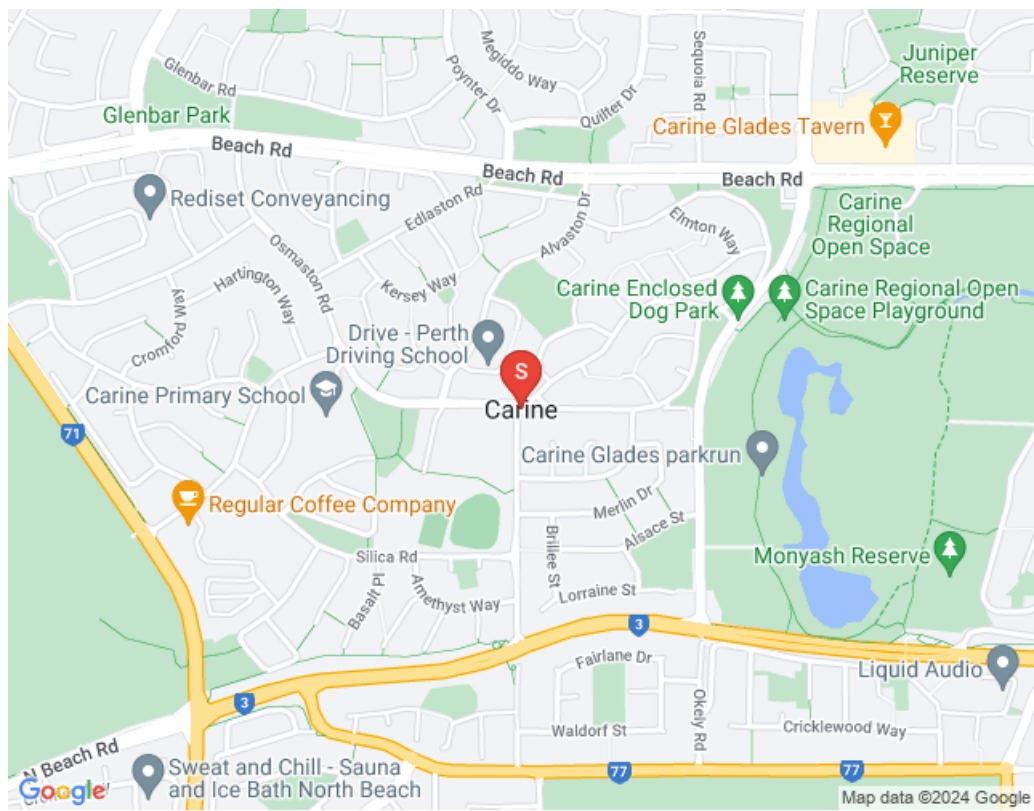 Megiddo Way
Sequoia Rd
Juniper
Reserve
Glenbar Rd
Poynter Dr
Quilter Dr
Glenbar Park
Carine Glades Tavern
Beach Rd
Beach Rd
Beach Rd
Rediset Conveyancing
Edlaston Rd
Alvaston Dr
Elmton Way
Carine
Regional
Open Space
Osmaston Rd
Hartington Way
Kersey Way
Carine Enclosed
Dog Park
Carine Regional Open
Space Playground
Cromford Way
Drive - Perth
Driving School
S
Carine Primary School
Carine
71
Carine Glades parkrun
Regular Coffee Company
Merlin Dr
Alsace St
Silica Rd
Brillee St
Monyash Reserve
Basalt Pl
Amethyst Way
Lorraine St
3
Fairlane Dr
Liquid Audio
3
Okely Rd
Waldorf St
Cricklewood Way
N Beach Rd
Sweat and Chill - Sauna
and Ice Bath North Beach
77
77
Google
Map data ©2024 Google